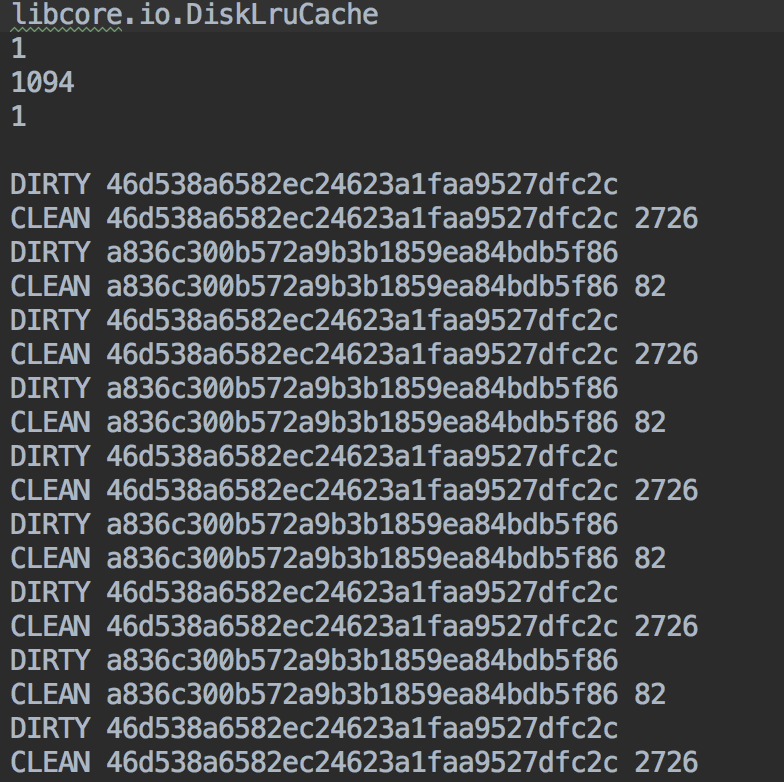 libcore.io.DiskLruCache
1
1094
1
DIRTY 46d538a6582ec24623a1faa9527dfc2c
CLEAN 46d538a6582ec24623a1faa9527dfc2c 2726
DIRTY a836c300b572a9b3b1859ea84bdb5f86
CLEAN a836c300b572a9b3b1859ea84bdb5f86 82
DIRTY 46d538a6582ec24623a1faa9527dfc2c
CLEAN 46d538a6582ec24623a1faa9527dfc2c 2726
DIRTY a836c300b572a9b3b1859ea84bdb5f86
CLEAN a836c300b572a9b3b1859ea84bdb5f86 82
DIRTY 46d538a6582ec24623a1faa9527dfc2c
CLEAN 46d538a6582ec24623a1faa9527dfc2c 2726
DIRTY a836c300b572a9b3b1859ea84bdb5f86
CLEAN a836c300b572a9b3b1859ea84bdb5f86 82
DIRTY 46d538a6582ec24623a1faa9527dfc2c
CLEAN 46d538a6582ec24623a1faa9527dfc2c 2726
DIRTY a836c300b572a9b3b1859ea84bdb5f86
CLEAN a836c300b572a9b3b1859ea84bdb5f86 82
DIRTY 46d538a6582ec24623a1faa9527dfc2c
CLEAN 46d538a6582ec24623a1faa9527dfc2c 2726